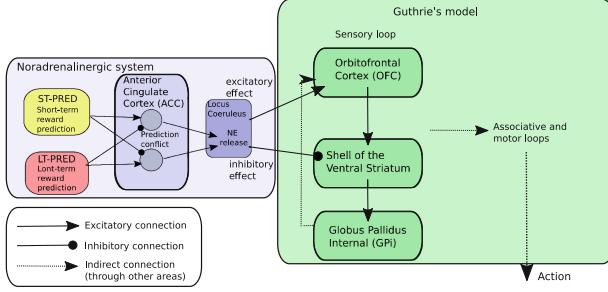 Guthrie's model
Sensory loop
Noradrenalinergic system
ST-PRED
Short-term
reward
prediction
LT-PRED
Lont-term
reward
prediction
Anterior
Cingulate
Cortex (ACC)
Prediction
conflict
excitatory
effect
Locus
Coeruleus
NE
release
inhibitory
effect
Orbitofrontal
Cortex (OFC)
Shell of the
Ventral Striatum
Globus Pallidus
Internal (GPi)
Associative and
motor loops
Action
Excitatory connection
Inhibitory connection
Indirect connection
(through other areas)